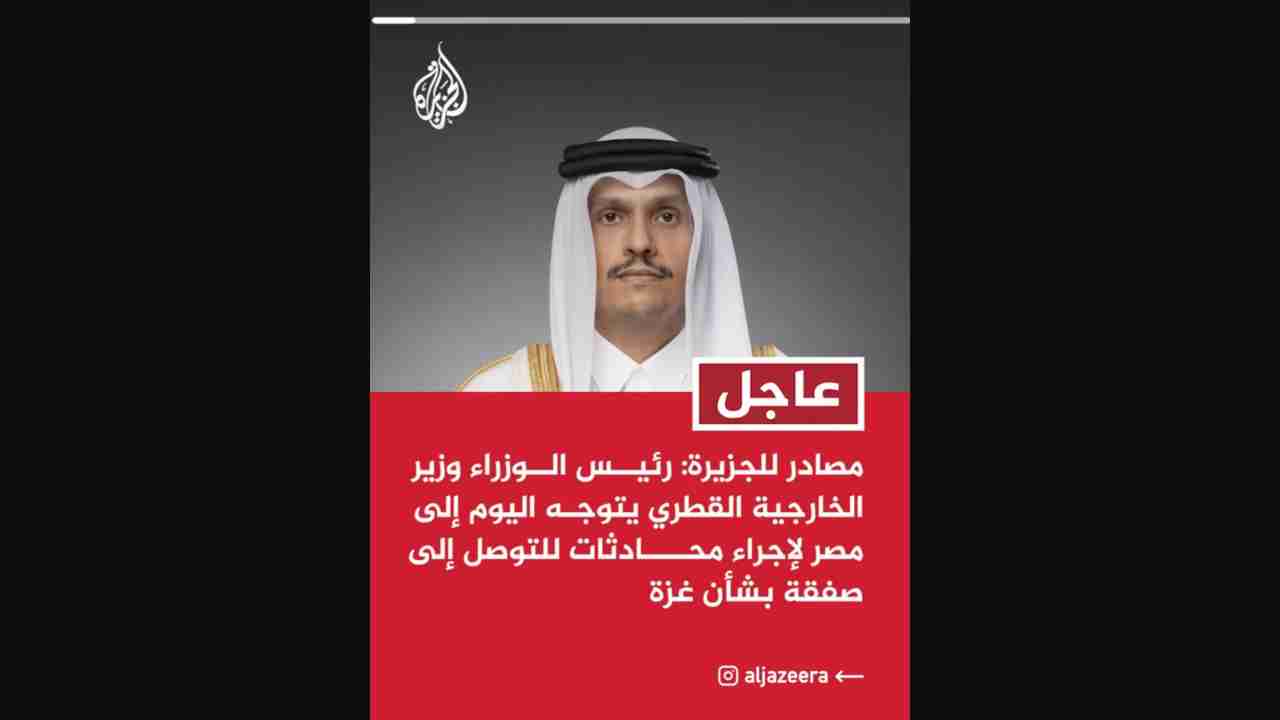 الجزيرة
عاجل
مصادر للجزيرة: رئيس الوزراء وزير
الخارجية القطري يتوجه اليوم إلى
مصر لإجراء محادثات للتوصل إلى
صفقة بشأن غزة
aljazeera